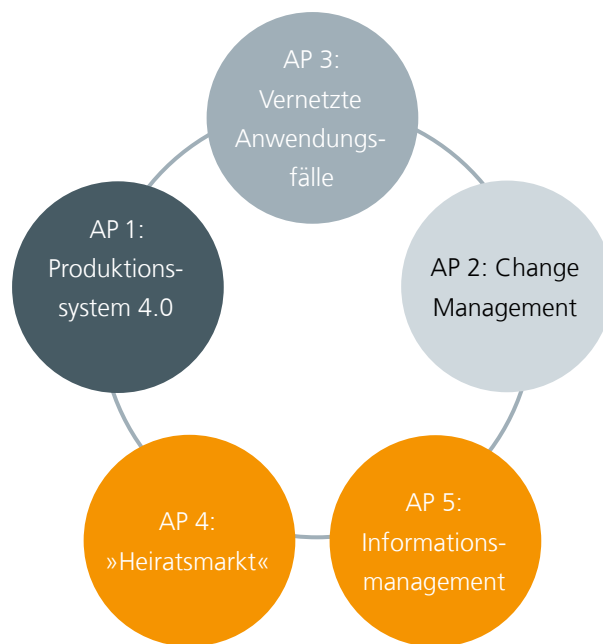 AP 3:
Vernetzte
Anwendungs-
fälle
AP 1:
Produktions-
system 4.0
AP 2: Change
Management
AP 4:
»Heiratsmarkt«
AP 5:
Informations-
management